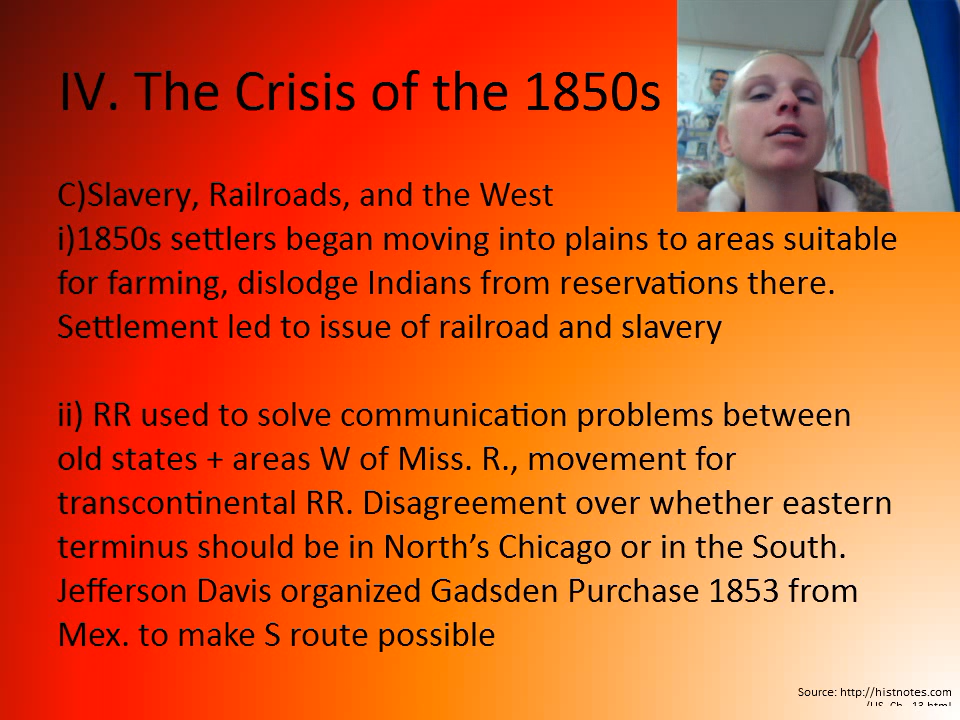 IV. The Crisis of the 1850s
C)Slavery, Railroads, and the West
i)1850s settlers began moving into plains to areas suitable
for farming, dislodge Indians from reservations there.
Settlement led to issue of railroad and slavery
ii) RR used to solve communication problems between
old states + areas W of Miss. R., movement for
transcontinental RR. Disagreement over whether eastern
terminus should be in North’s Chicago or in the South.
Jefferson Davis organized Gadsden Purchase 1853 from
Mex. to make S route possible
Source: http://histnotes.com
/US_Ch._13.html